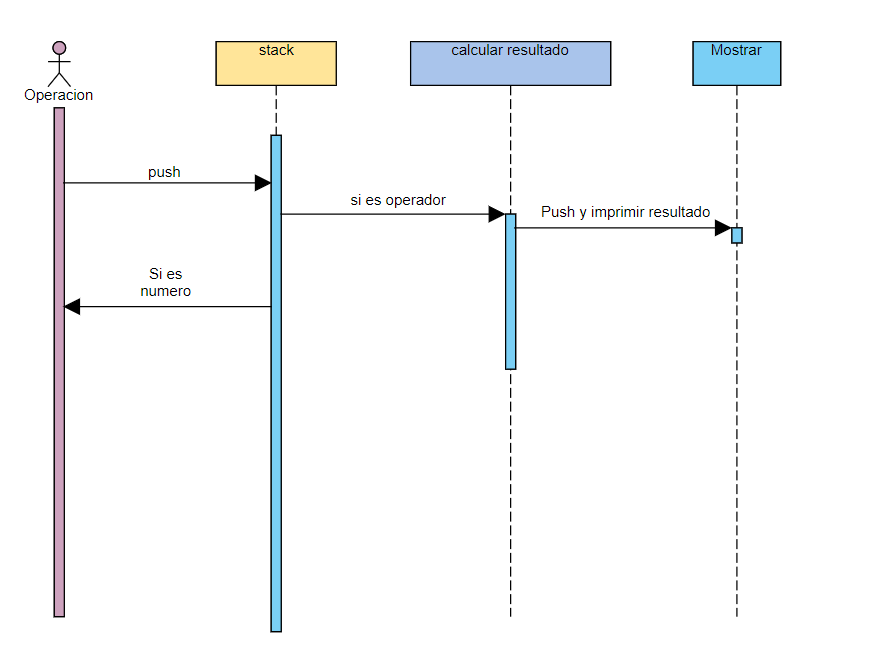 stack
calcular resultado
Mostrar
Operacion
push
si es operador
Push y imprimir resultado
Si es
numero